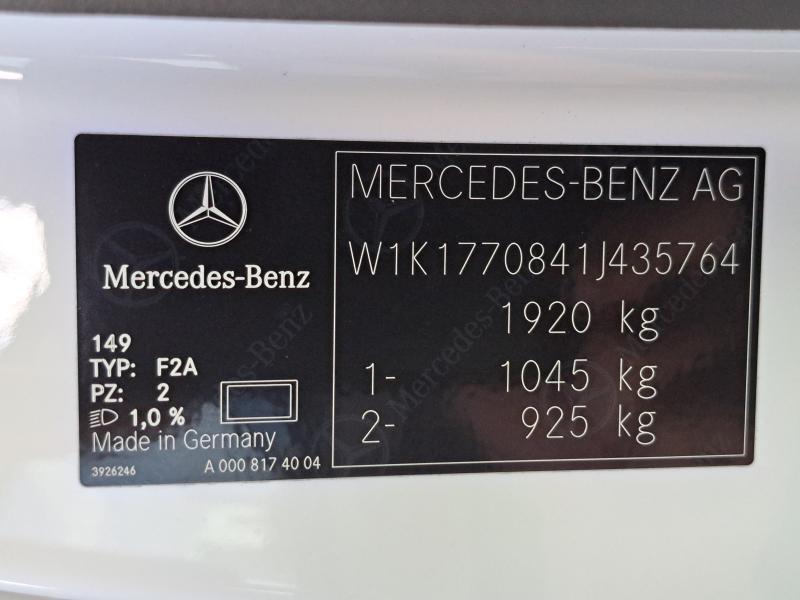 Mercedes-Benz
149
TYP: F2A
PZ: 2
1,0 %
Made in Germany
3926246 A 000 817 40 04
MERCEDES-BENZ AG
W1K1770841J435764
1920 kg
1- 1045 kg
2- 925 kg